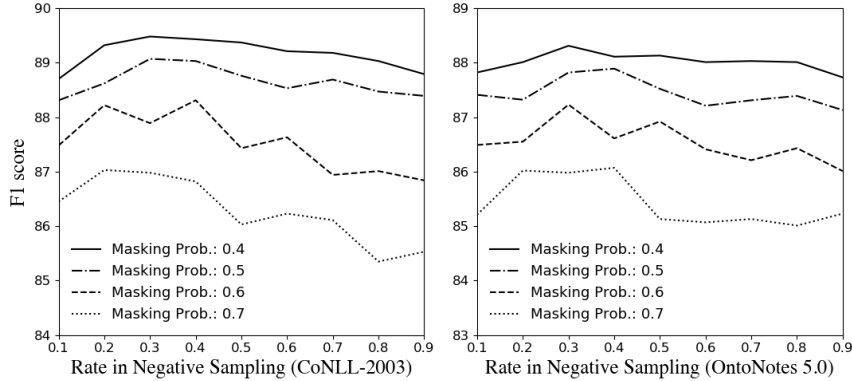 F1 score
90
89
88
87
86
85
84
Masking Prob.: 0.4
Masking Prob.: 0.5
Masking Prob.: 0.6
Masking Prob.: 0.7
0.1 0.2 0.3 0.4 0.5 0.6 0.7 0.8 0.9
Rate in Negative Sampling (CoNLL-2003)
89
88
87
86
85
84
83
Masking Prob.: 0.4
Masking Prob.: 0.5
Masking Prob.: 0.6
Masking Prob.: 0.7
0.1 0.2 0.3 0.4 0.5 0.6 0.7 0.8 0.9
Rate in Negative Sampling (OntoNotes 5.0)